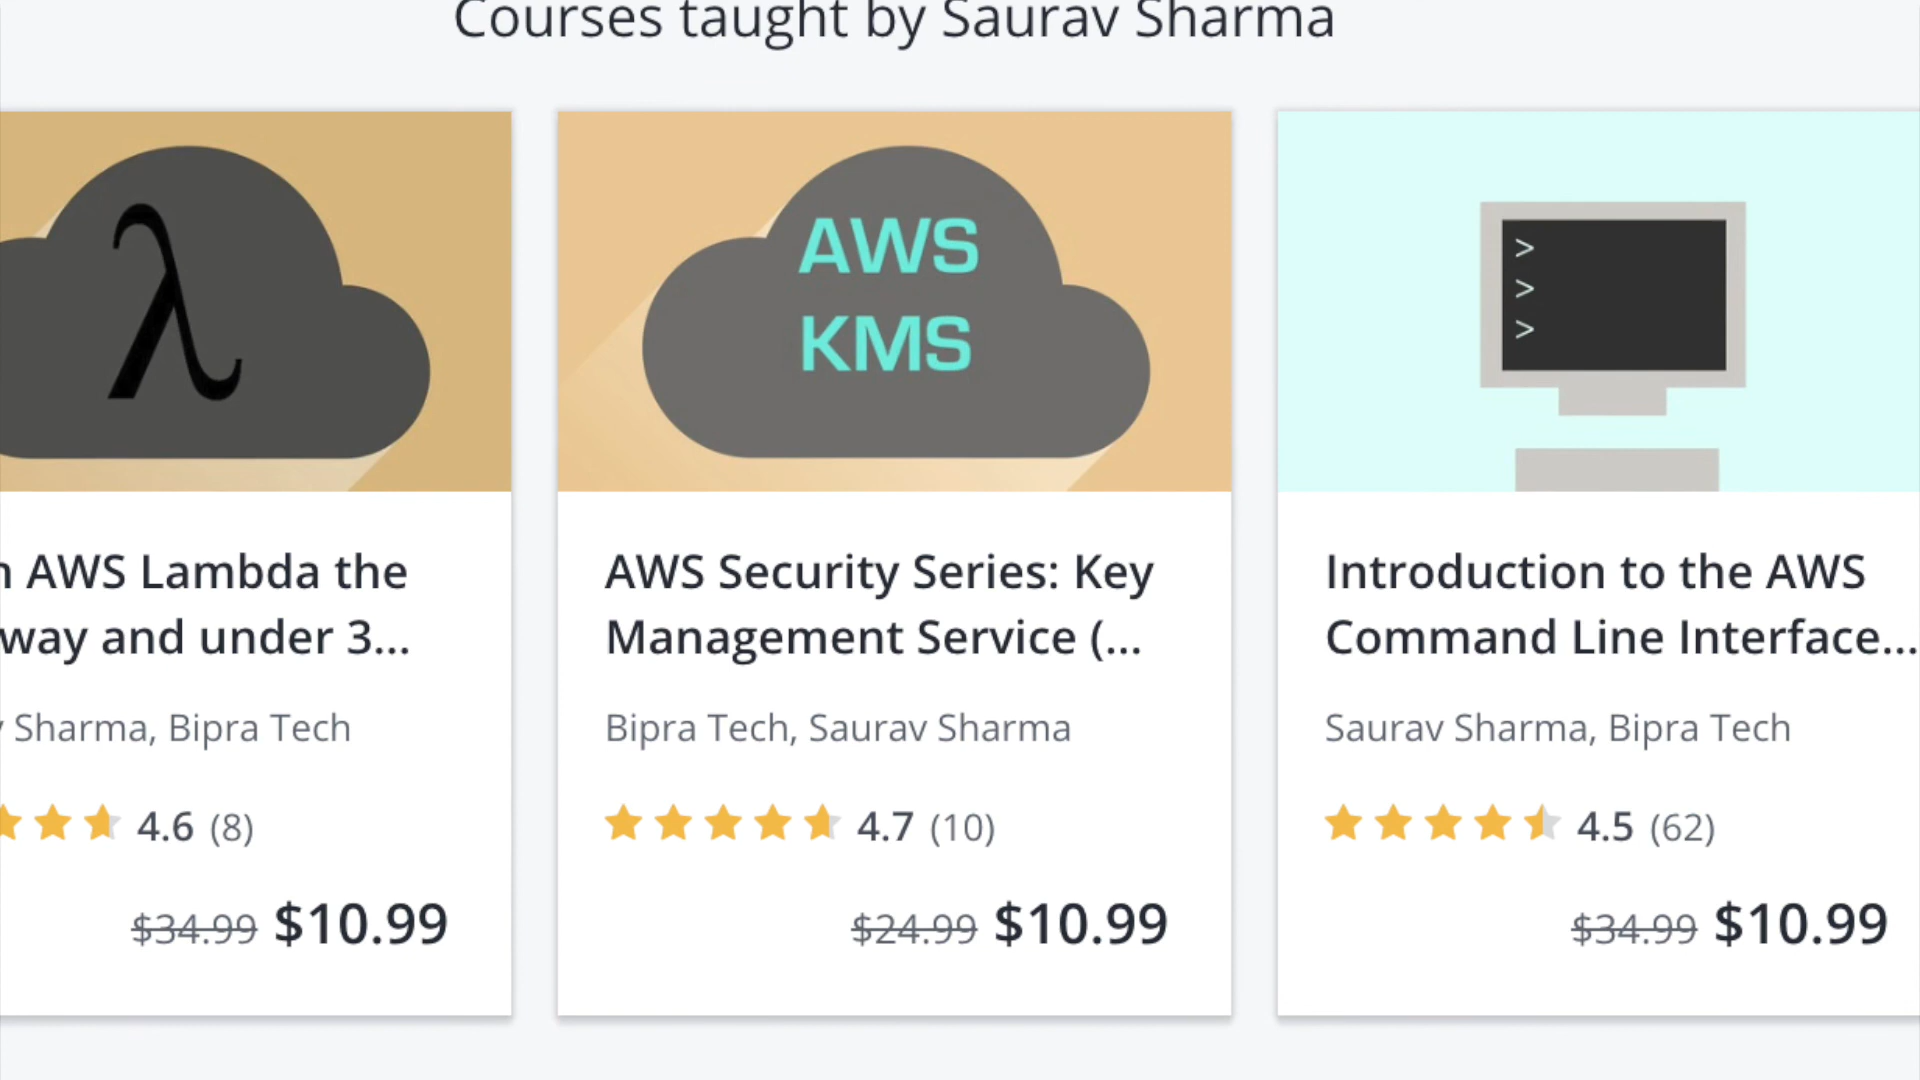 Courses taught by Saurav Sharma
λ
AWS
KMS
>
>
>
AWS Lambda the
way and under 3...
Sharma, Bipra Tech
4.6 (8)
$34.99 $10.99
AWS Security Series: Key
Management Service (...
Bipra Tech, Saurav Sharma
4.7 (10)
$24.99 $10.99
Introduction to the AWS
Command Line Interface...
Saurav Sharma, Bipra Tech
4.5 (62)
$34.99 $10.99